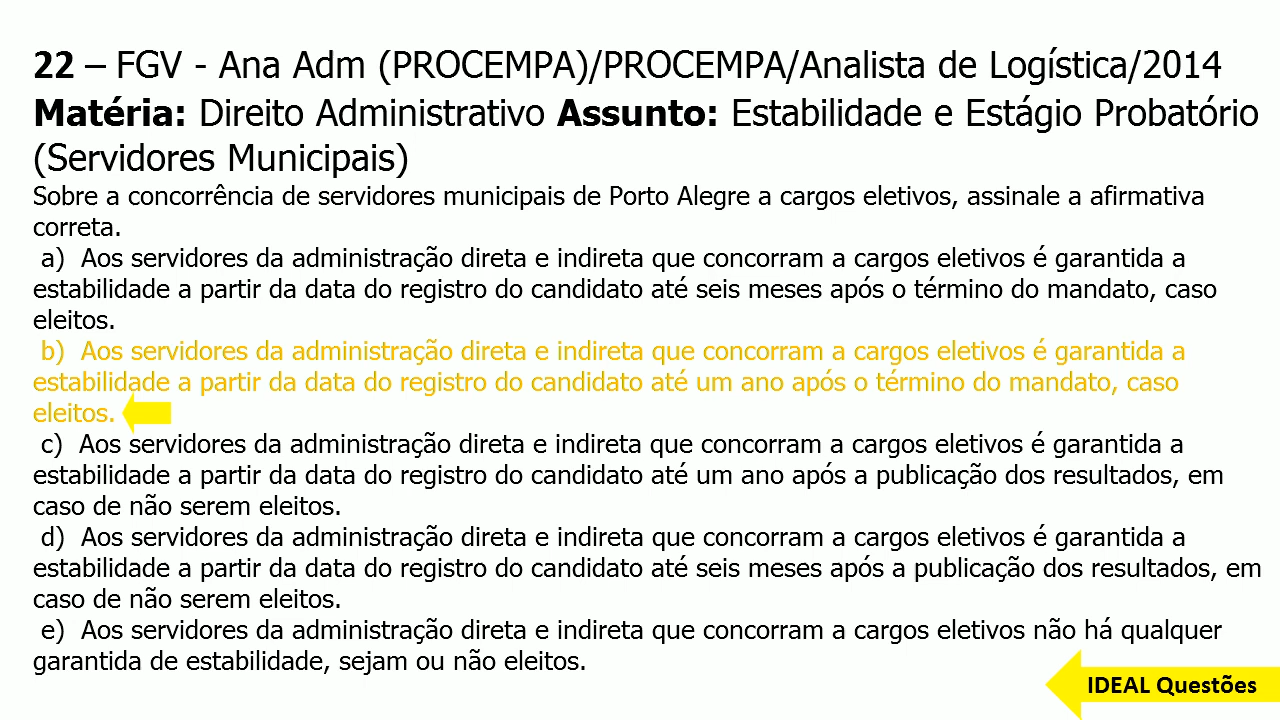 22 – FGV - Ana Adm (PROCEMPA)/PROCEMPA/Analista de Logística/2014
Matéria: Direito Administrativo Assunto: Estabilidade e Estágio Probatório
(Servidores Municipais)
Sobre a concorrência de servidores municipais de Porto Alegre a cargos eletivos, assinale a afirmativa
correta.
a) Aos servidores da administração direta e indireta que concorram a cargos eletivos é garantida a
estabilidade a partir da data do registro do candidato até seis meses após o término do mandato, caso
eleitos.
b) Aos servidores da administração direta e indireta que concorram a cargos eletivos é garantida a
estabilidade a partir da data do registro do candidato até um ano após o término do mandato, caso
eleitos.
c) Aos servidores da administração direta e indireta que concorram a cargos eletivos é garantida a
estabilidade a partir da data do registro do candidato até um ano após a publicação dos resultados, em
caso de não serem eleitos.
d) Aos servidores da administração direta e indireta que concorram a cargos eletivos é garantida a
estabilidade a partir da data do registro do candidato até seis meses após a publicação dos resultados, em
caso de não serem eleitos.
e) Aos servidores da administração direta e indireta que concorram a cargos eletivos não há qualquer
garantida de estabilidade, sejam ou não eleitos.
IDEAL Questões